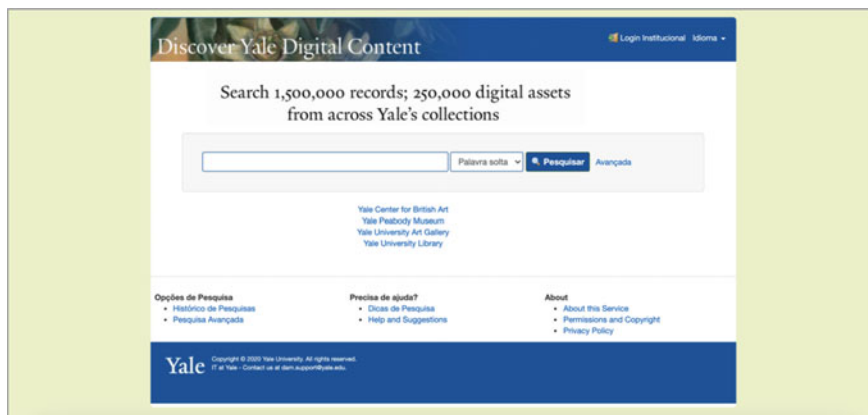 Discover Yale Digital Content
Login Institucional Idioma
Search 1,500,000 records; 250,000 digital assets
from across Yale's collections
Palavra solta Pesquisar Avançada
Yale Center for British Art
Yale Peabody Museum
Yale University Art Gallery
Yale University Library
Opções de Pesquisa
Histórico de Pesquisas
Pesquisa Avançada
Precisa de ajuda?
Dicas de Pesquisa
Help and Suggestions
About
About this Service
Permissions and Copyright
Privacy Policy
Yale
Copyright © 2020 Yale University. All rights reserved.
IT at Yale - Contact us at dam.support@yale.edu.